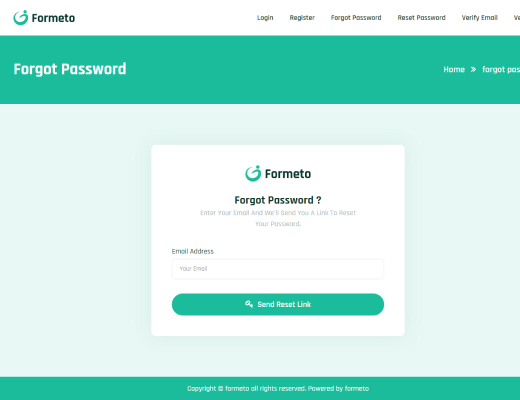 Formeto
Login Register Forgot Password Reset Password Verify Email
Forgot Password
Home » forgot
Formeto
Forgot Password ?
Enter Your Email And We'll Send You A Link To Reset
Your Password.
Email Address
Your Email
Send Reset Link
Copyright © formeto all rights reserved. Powered by formeto